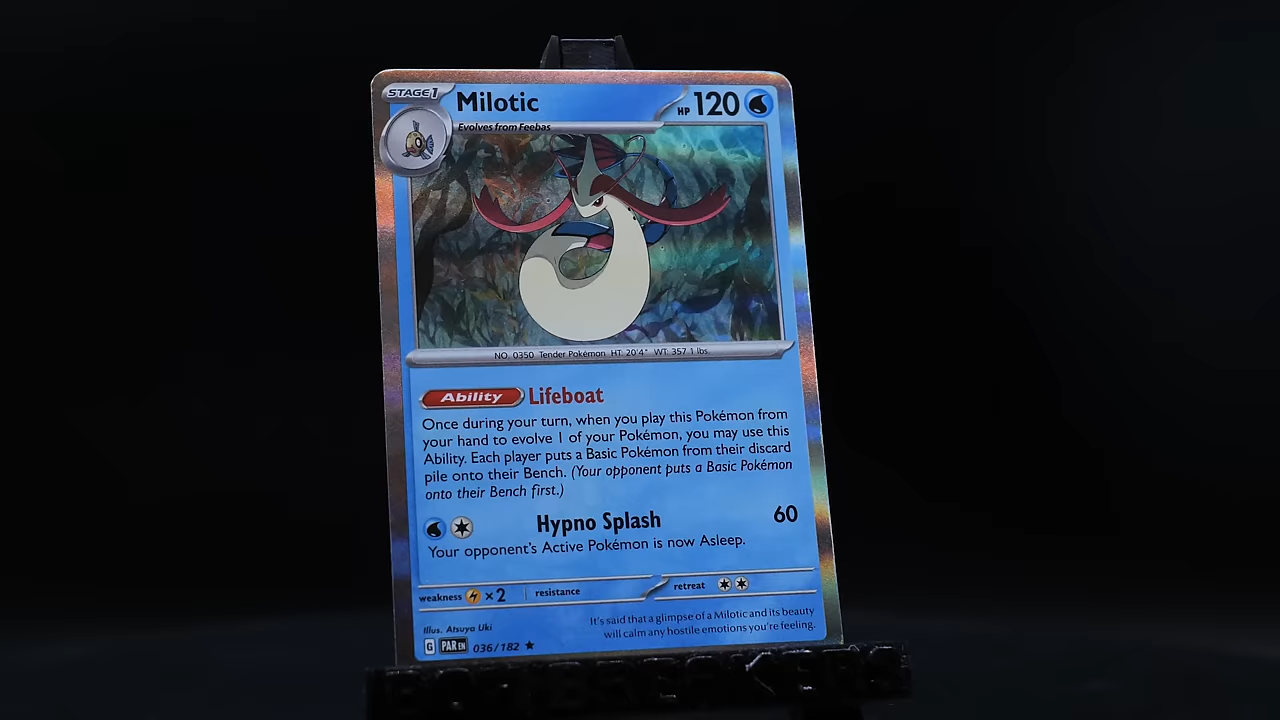 STAGE1
Milotic
HP 120
Evolves from Feebas
NO. 0350 Tender Pokémon HT: 20'4" WT: 357.1 lbs.
Ability Lifeboat
Once during your turn, when you play this Pokémon from
your hand to evolve 1 of your Pokémon, you may use this
Ability. Each player puts a Basic Pokémon from their discard
pile onto their Bench. (Your opponent puts a Basic Pokémon
onto their Bench first.)
Hypno Splash 60
Your opponent's Active Pokémon is now Asleep.
weakness ×2 resistance retreat
It's said that a glimpse of a Milotic and its beauty
will calm any hostile emotions you're feeling.
Illus. Atsuya Uki
G PAR EN 036/182